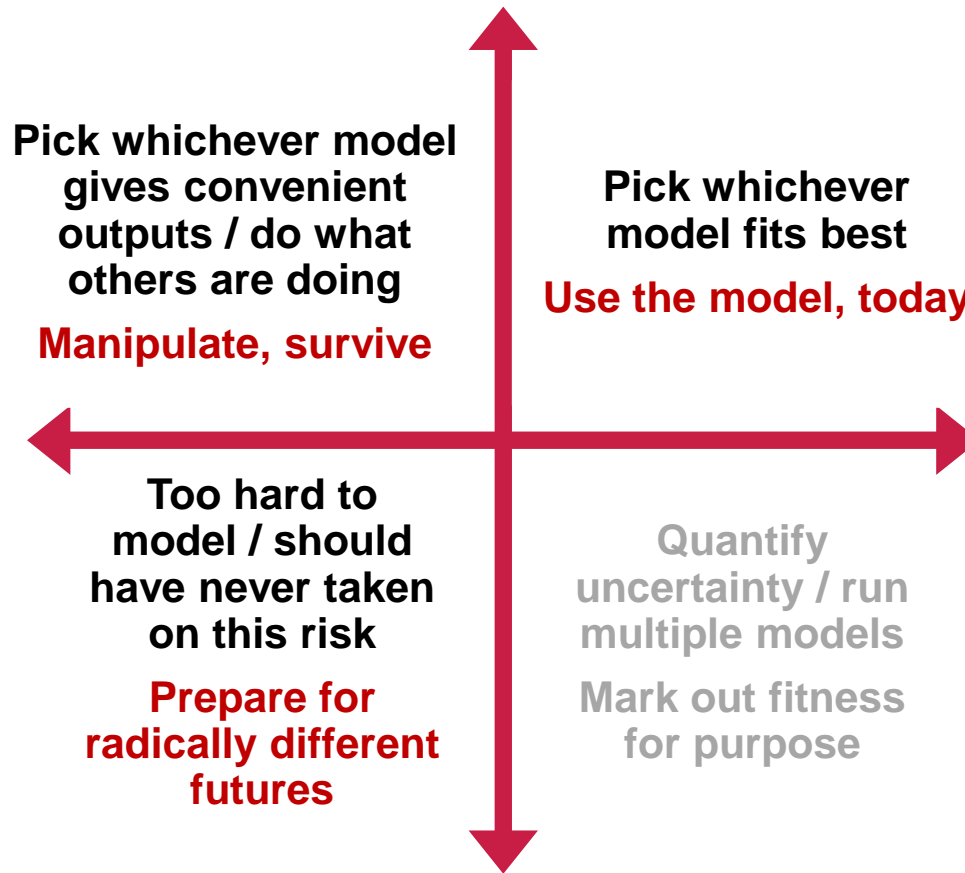 Pick whichever model
gives convenient
outputs / do what
others are doing
Manipulate, survive
Pick whichever
model fits best
Use the model, today
Too hard to
model / should
have never taken
on this risk
Prepare for
radically different
futures
Quantify
uncertainty / run
multiple models
Mark out fitness
for purpose